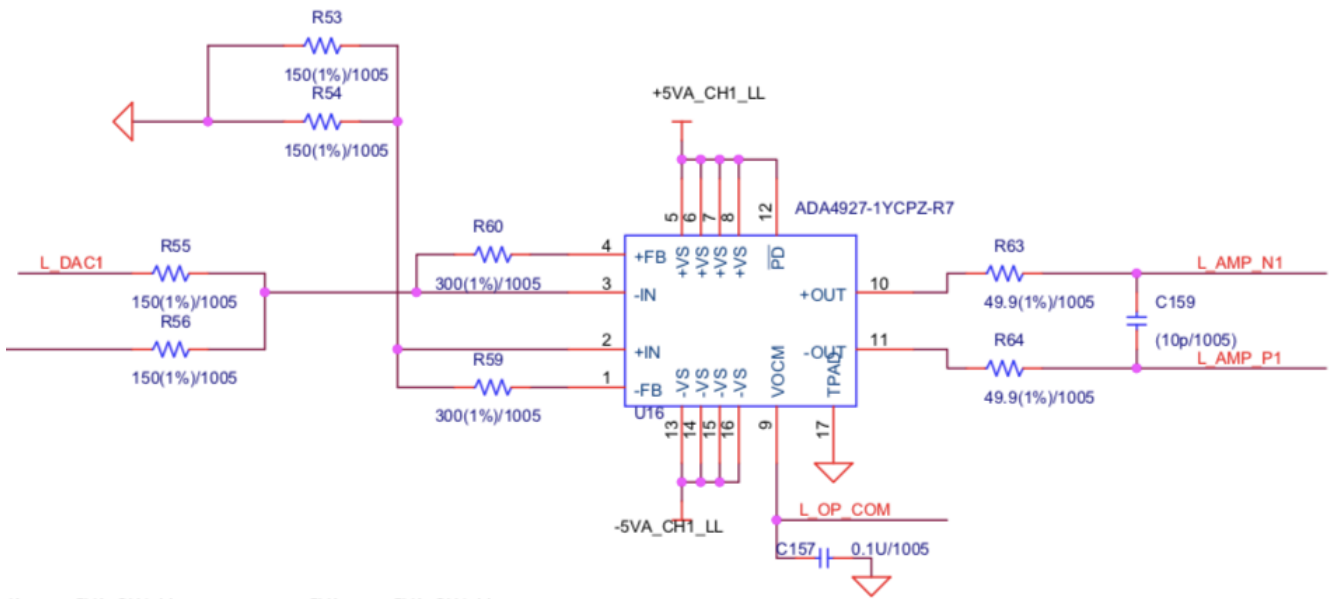 R53
150(1%)/1005
R54
150(1%)/1005
+5VA_CH1_LL
5
6
7
8
12
ADA4927-1YCPZ-R7
R60
300(1%)/1005
4
+FB
+VS
+VS
+VS
+VS
PD
L_DAC1
R55
150(1%)/1005
3
-IN
+OUT
10
R63
49.9(1%)/1005
L_AMP_N1
C159
(10p/1005)
R56
150(1%)/1005
2
+IN
-OUT
11
R64
49.9(1%)/1005
L_AMP_P1
R59
300(1%)/1005
1
-FB
-VS
-VS
-VS
-VS
VOCM
TPAD
U16
13
14
15
16
9
17
-5VA_CH1_LL
L_OP_COM
C157
0.1U/1005